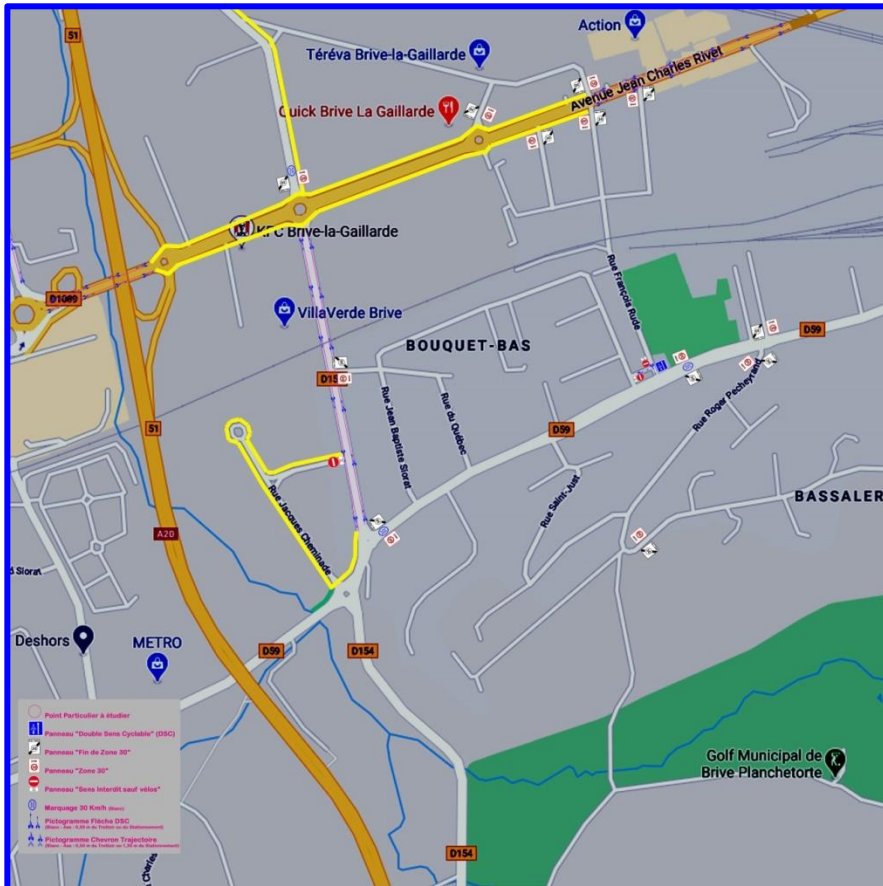 Action
51
Téréva Brive-la-Gaillarde
Avenue Jean Charles Rivet
Quick Brive La Gaillarde
KFC Brive-la-Gaillarde
D1089
VillaVerde Brive
Rue François Rude
BOUQUET-BAS
D59
D15
Rue Jean Baptiste Siorat
Rue du Québec
Rue Roger Pecheyrand
51
D59
Rue Saint-Just
BASSALER
Rue Jacques Cheminade
A20
Siorat
Deshors
METRO
D59
D154
Point Particulier à étudier
Panneau "Double Sens Cyclable" (DSC)
Panneau "Fin de Zone 30"
Panneau "Zone 30"
Panneau "Sens Interdit sauf vélos"
Marquage 30 Km/h (Blanc)
Pictogramme Flèche DSC
Pictogramme Chevron Trajectoire
Golf Municipal de
Brive Planchetorte
D154